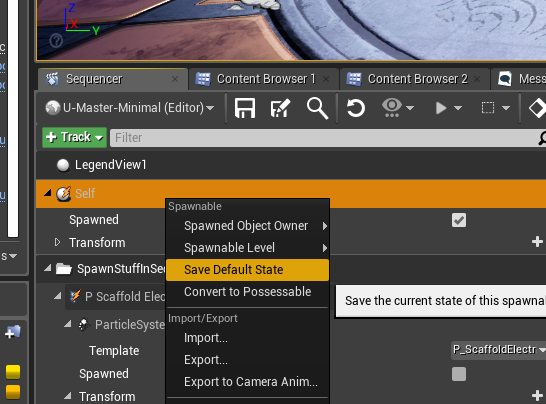 Z
X
Y
Sequencer
Content Browser 1
Content Browser 2
Mess
U-Master-Minimal (Editor)
+ Track
Filter
LegendView1
Self
Spawned
Transform
SpawnStuffInSe
P Scaffold Elec
ParticleSyste
Template
P_ScaffoldElectr
Spawned
Transform
Spawnable
Spawned Object Owner
Spawnable Level
Save Default State
Convert to Possessable
Save the current state of this spawna
Import/Export
Import...
Export...
Export to Camera Anim...